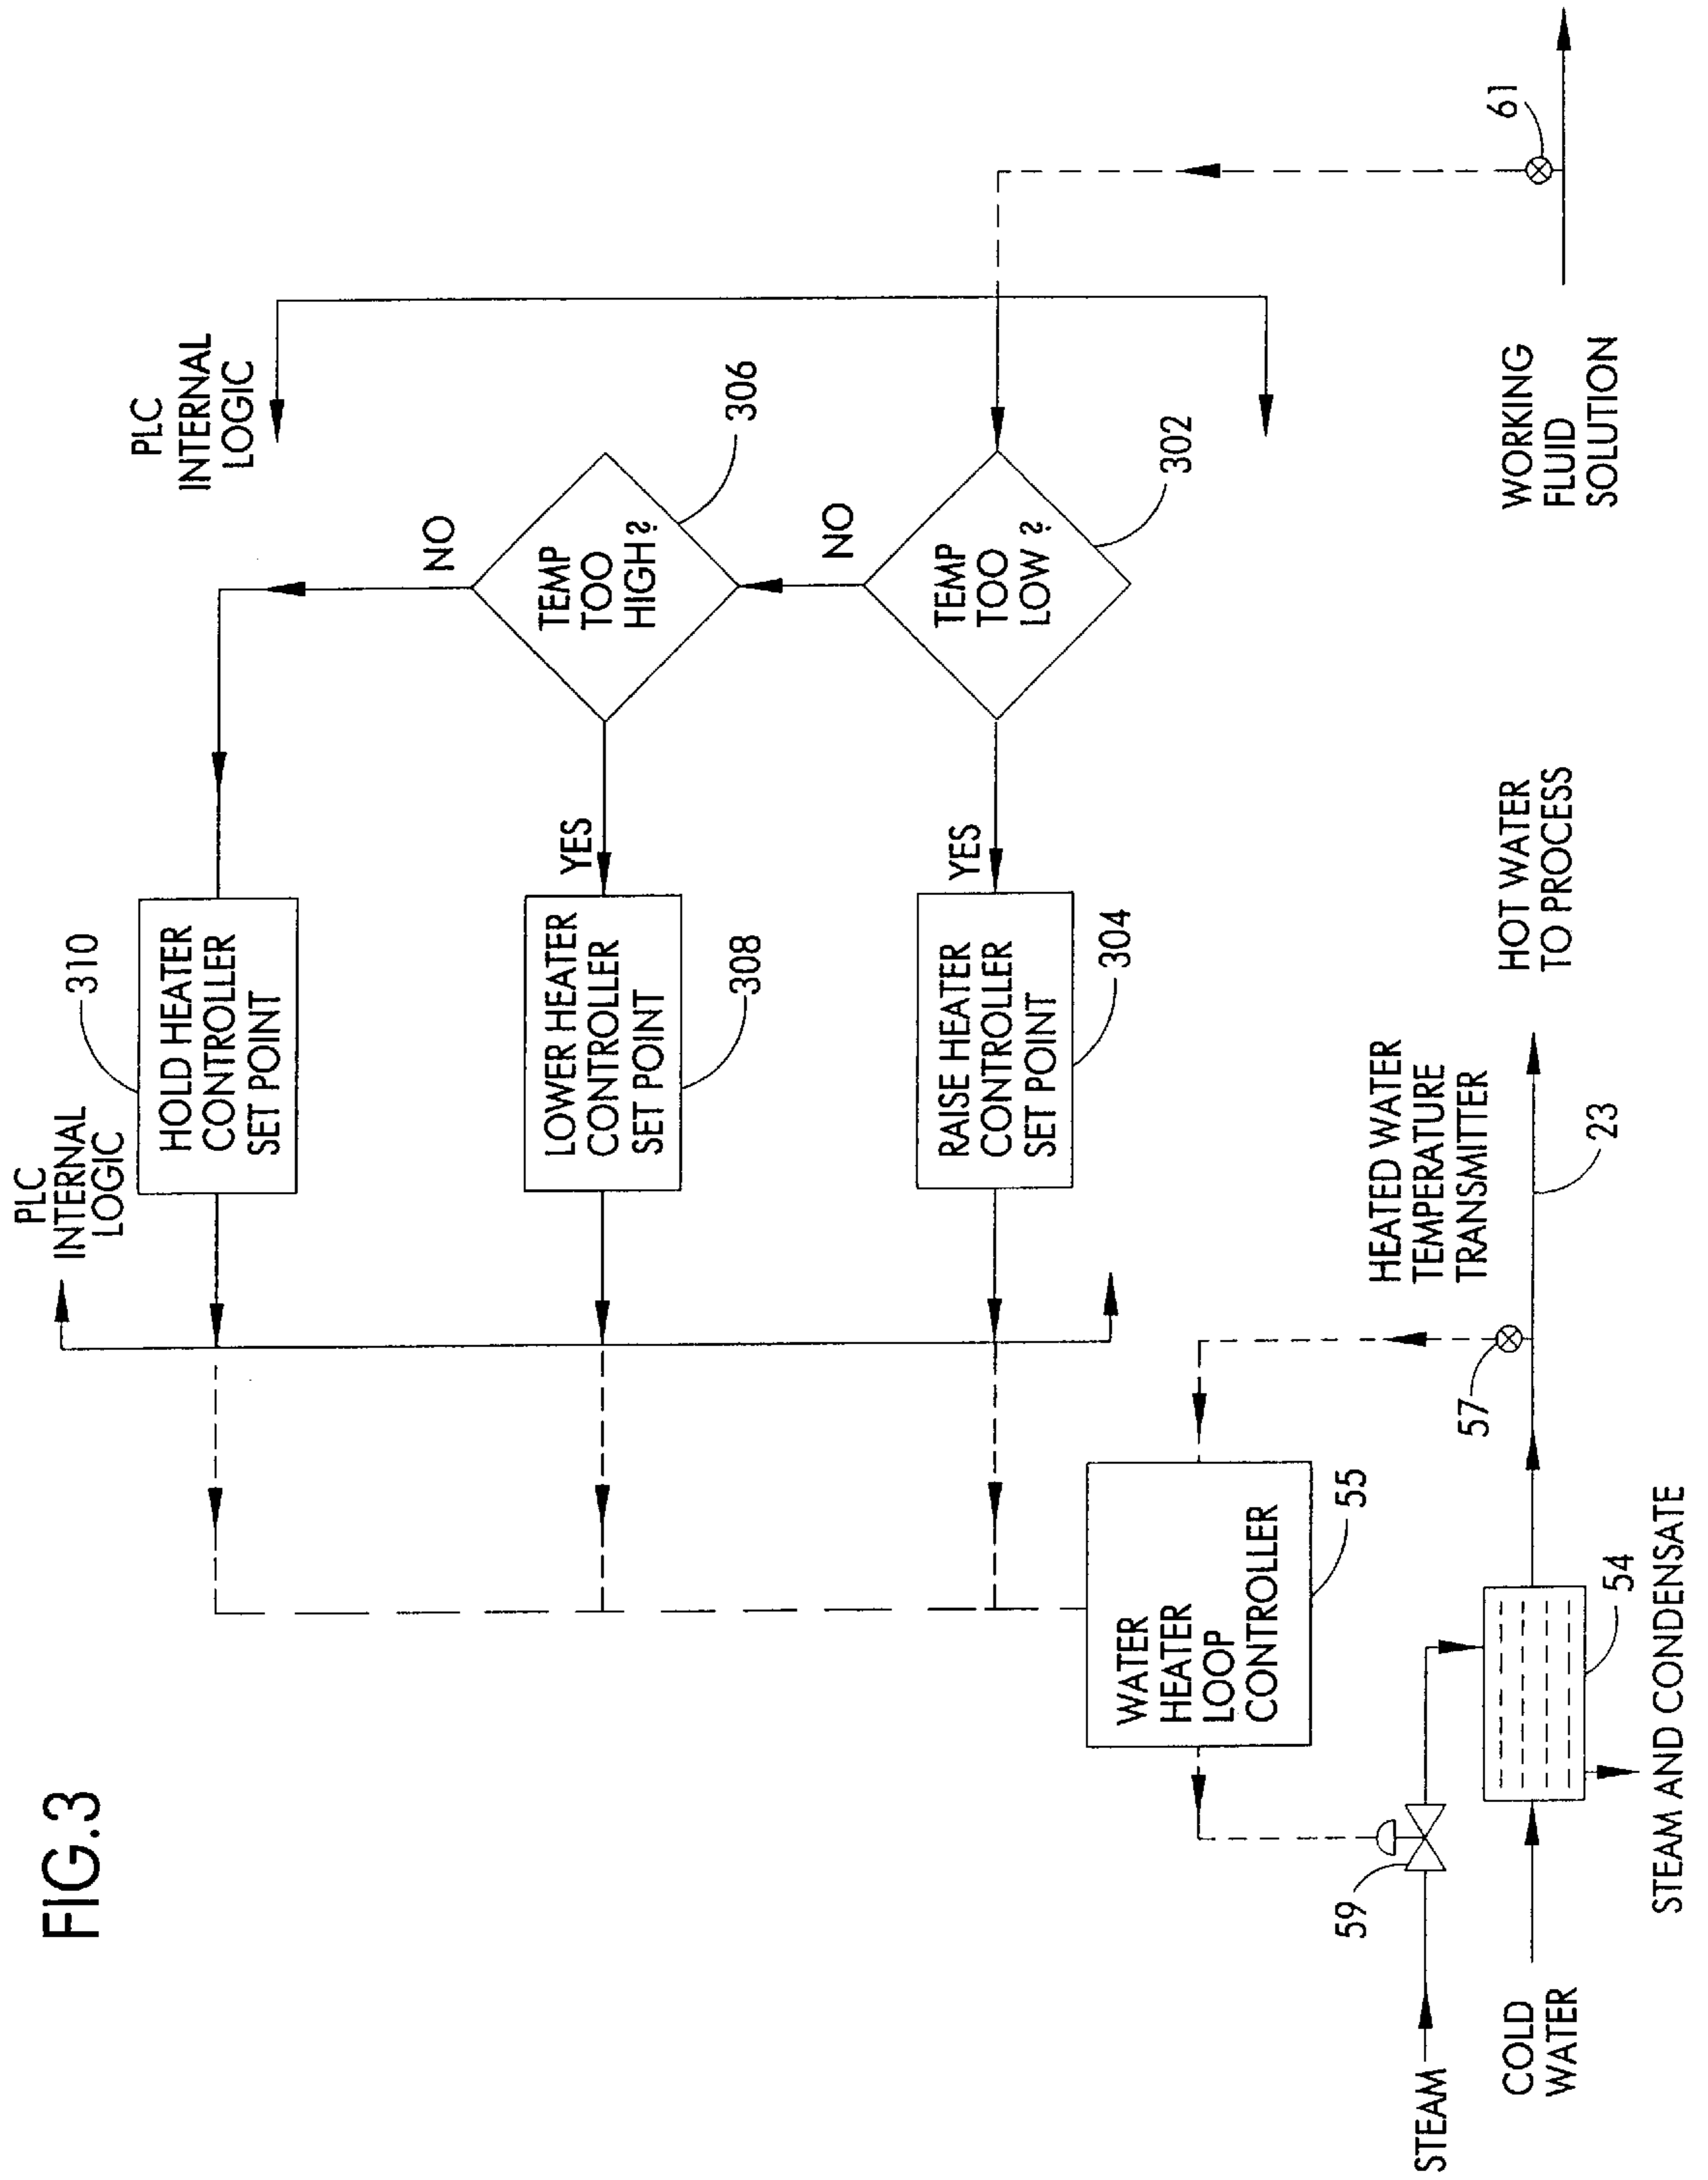 FIG.3
PLC
INTERNAL
LOGIC
310
HOLD HEATER
CONTROLLER
SET POINT
PLC
INTERNAL
LOGIC
NO
LOWER HEATER
CONTROLLER
SET POINT
308
YES
TEMP
TOO
HIGH?
306
NO
RAISE HEATER
CONTROLLER
SET POINT
304
YES
TEMP
TOO
LOW?
302
WATER
HEATER
LOOP
CONTROLLER
55
HEATED WATER
TEMPERATURE
TRANSMITTER
57
59
STEAM
COLD
WATER
54
STEAM AND CONDENSATE
23
HOT WATER
TO PROCESS
WORKING
FLUID
SOLUTION
61